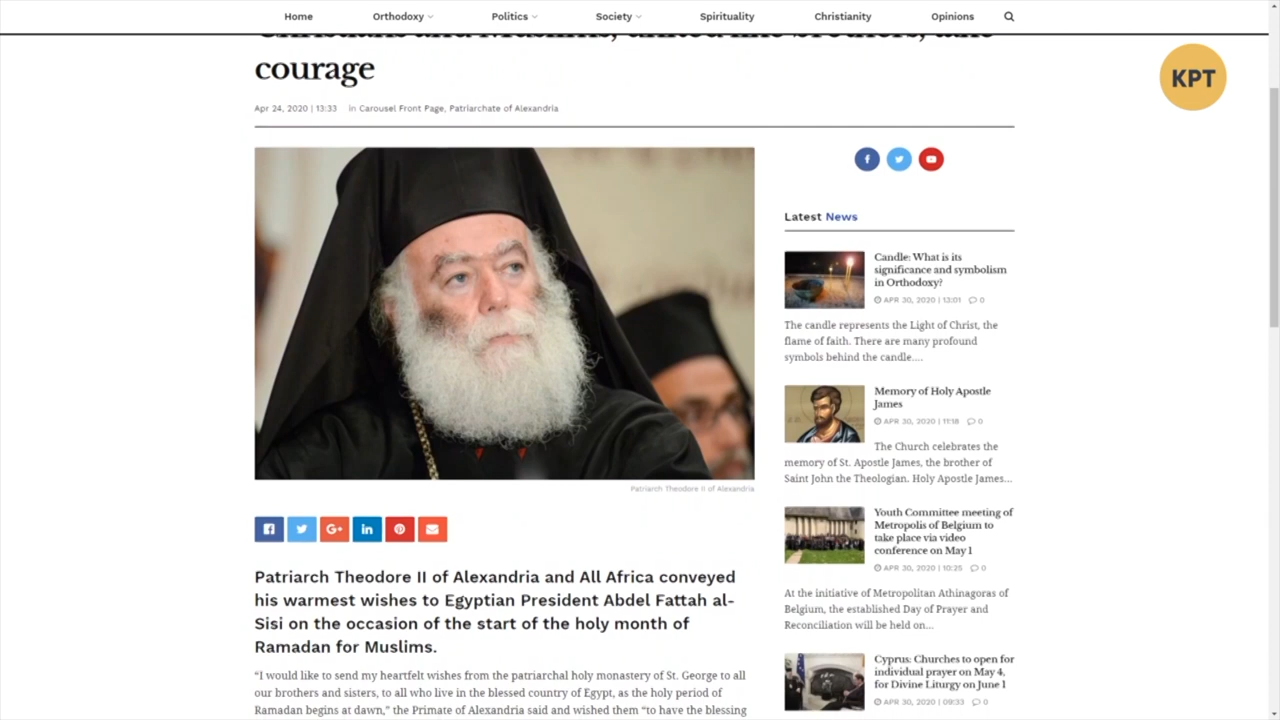 Home Orthodoxy Politics Society Spirituality Christianity Opinions
Christians and Muslims, united like brothers, take
courage
KPT
Apr 24, 2020 | 13:33 in Carousel Front Page, Patriarchate of Alexandria
Patriarch Theodore II of Alexandria
Patriarch Theodore II of Alexandria and All Africa conveyed
his warmest wishes to Egyptian President Abdel Fattah al-
Sisi on the occasion of the start of the holy month of
Ramadan for Muslims.
“I would like to send my heartfelt wishes from the patriarchal holy monastery of St. George to all
our brothers and sisters, to all who live in the blessed country of Egypt, as the holy period of
Ramadan begins at dawn,” the Primate of Alexandria said and wished them “to have the blessing
Latest News
Candle: What is its
significance and symbolism
in Orthodoxy?
APR 30, 2020 | 13:01 0
The candle represents the Light of Christ, the
flame of faith. There are many profound
symbols behind the candle....
Memory of Holy Apostle
James
APR 30, 2020 | 11:18 0
The Church celebrates the
memory of St. Apostle James, the brother of
Saint John the Theologian. Holy Apostle James...
Youth Committee meeting of
Metropolis of Belgium to
take place via video
conference on May 1
APR 30, 2020 | 10:25 0
At the initiative of Metropolitan Athinagoras of
Belgium, the established Day of Prayer and
Reconciliation will be held on...
Cyprus: Churches to open for
individual prayer on May 4,
for Divine Liturgy on June 1
APR 30, 2020 | 09:33 0